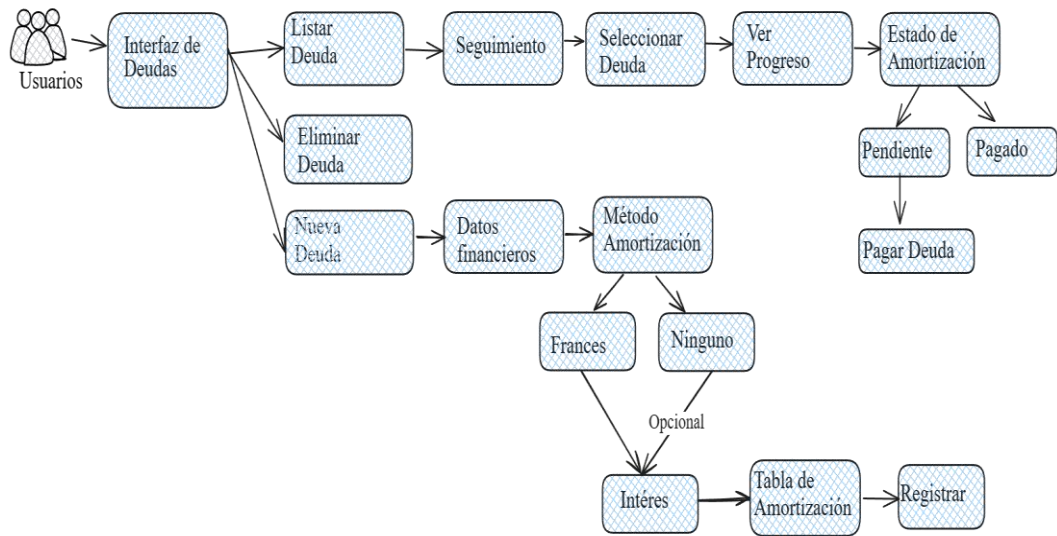 Usuarios
Interfaz de
Deudas
Listar
Deuda
Seguimiento
Seleccionar
Deuda
Ver
Progreso
Estado de
Amortización
Pendiente
Pagado
Pagar Deuda
Eliminar
Deuda
Nueva
Deuda
Datos
financieros
Método
Amortización
Frances
Ninguno
Opcional
Intéres
Tabla de
Amortización
Registrar